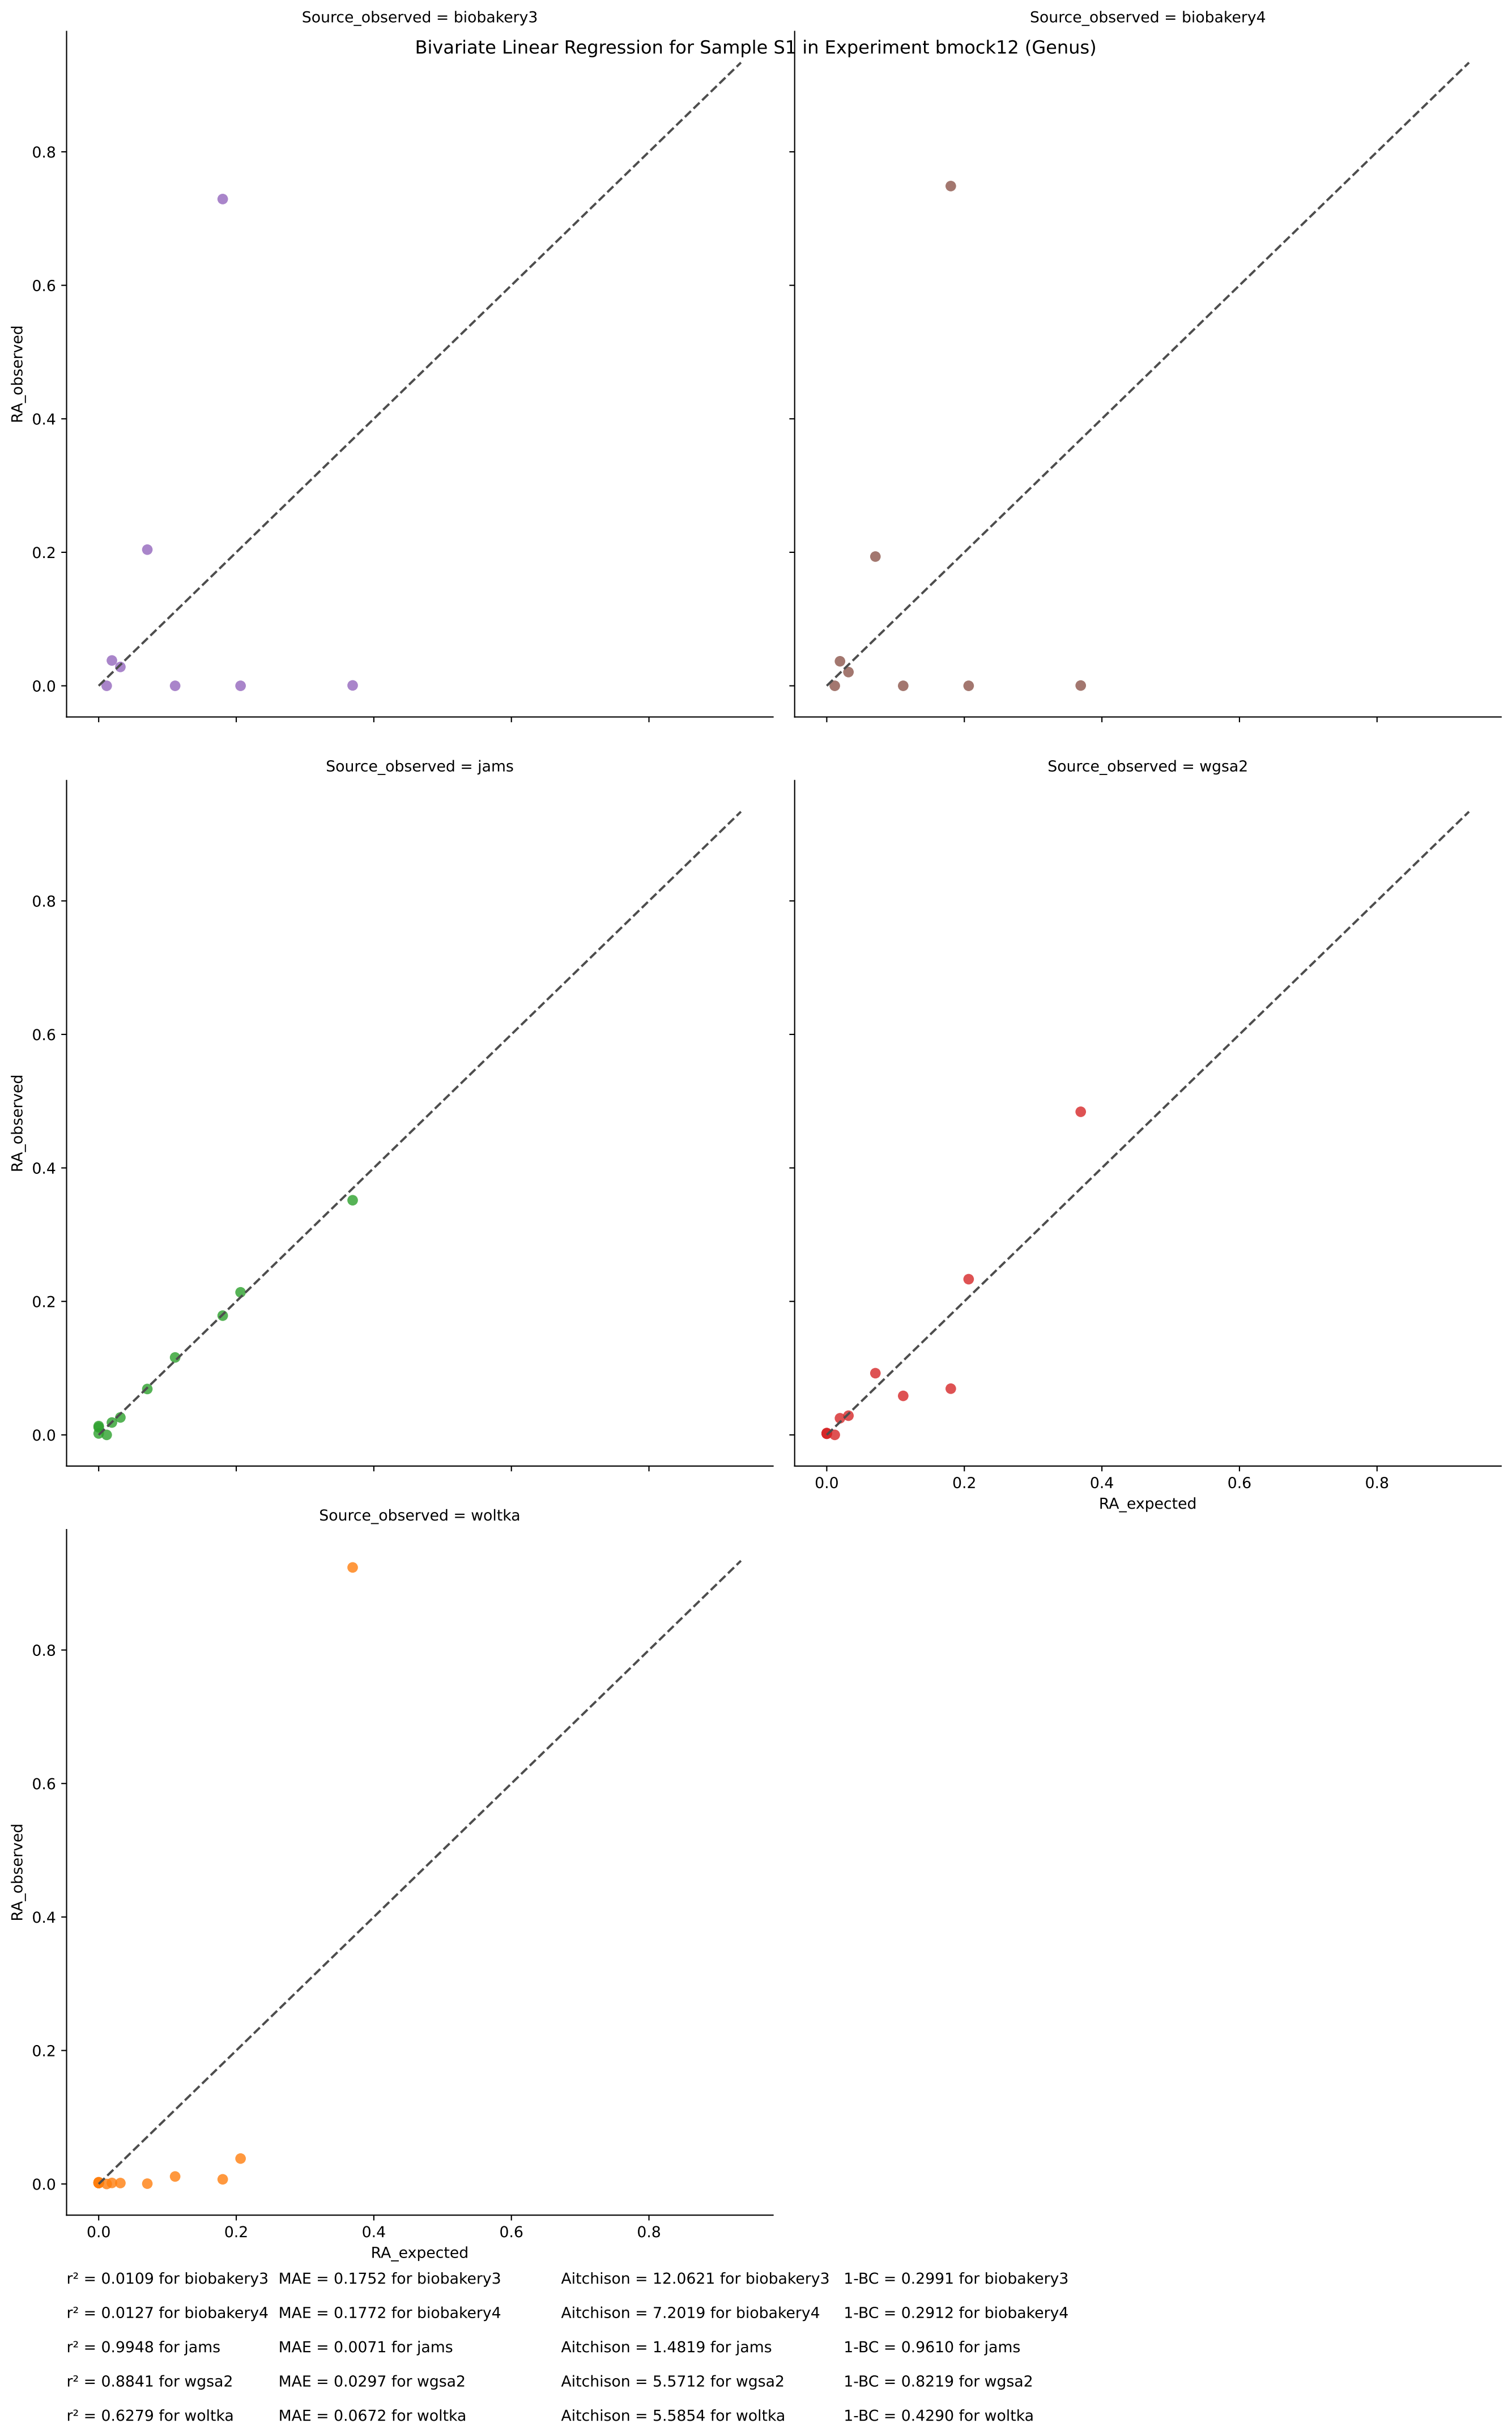 Source_observed = biobakery3
Source_observed = biobakery4
Bivariate Linear Regression for Sample S1 in Experiment bmock12 (Genus)
0.8
0.6
0.4
0.2
0.0
RA_observed
Source_observed = jams
Source_observed = wgsa2
0.8
0.6
0.4
0.2
0.0
RA_observed
0.0 0.2 0.4 0.6 0.8
RA_expected
Source_observed = woltka
0.8
0.6
0.4
0.2
0.0
RA_observed
0.0 0.2 0.4 0.6 0.8
RA_expected
r² = 0.0109 for biobakery3 MAE = 0.1752 for biobakery3 Aitchison = 12.0621 for biobakery3 1-BC = 0.2991 for biobakery3
r² = 0.0127 for biobakery4 MAE = 0.1772 for biobakery4 Aitchison = 7.2019 for biobakery4 1-BC = 0.2912 for biobakery4
r² = 0.9948 for jams MAE = 0.0071 for jams Aitchison = 1.4819 for jams 1-BC = 0.9610 for jams
r² = 0.8841 for wgsa2 MAE = 0.0297 for wgsa2 Aitchison = 5.5712 for wgsa2 1-BC = 0.8219 for wgsa2
r² = 0.6279 for woltka MAE = 0.0672 for woltka Aitchison = 5.5854 for woltka 1-BC = 0.4290 for woltka